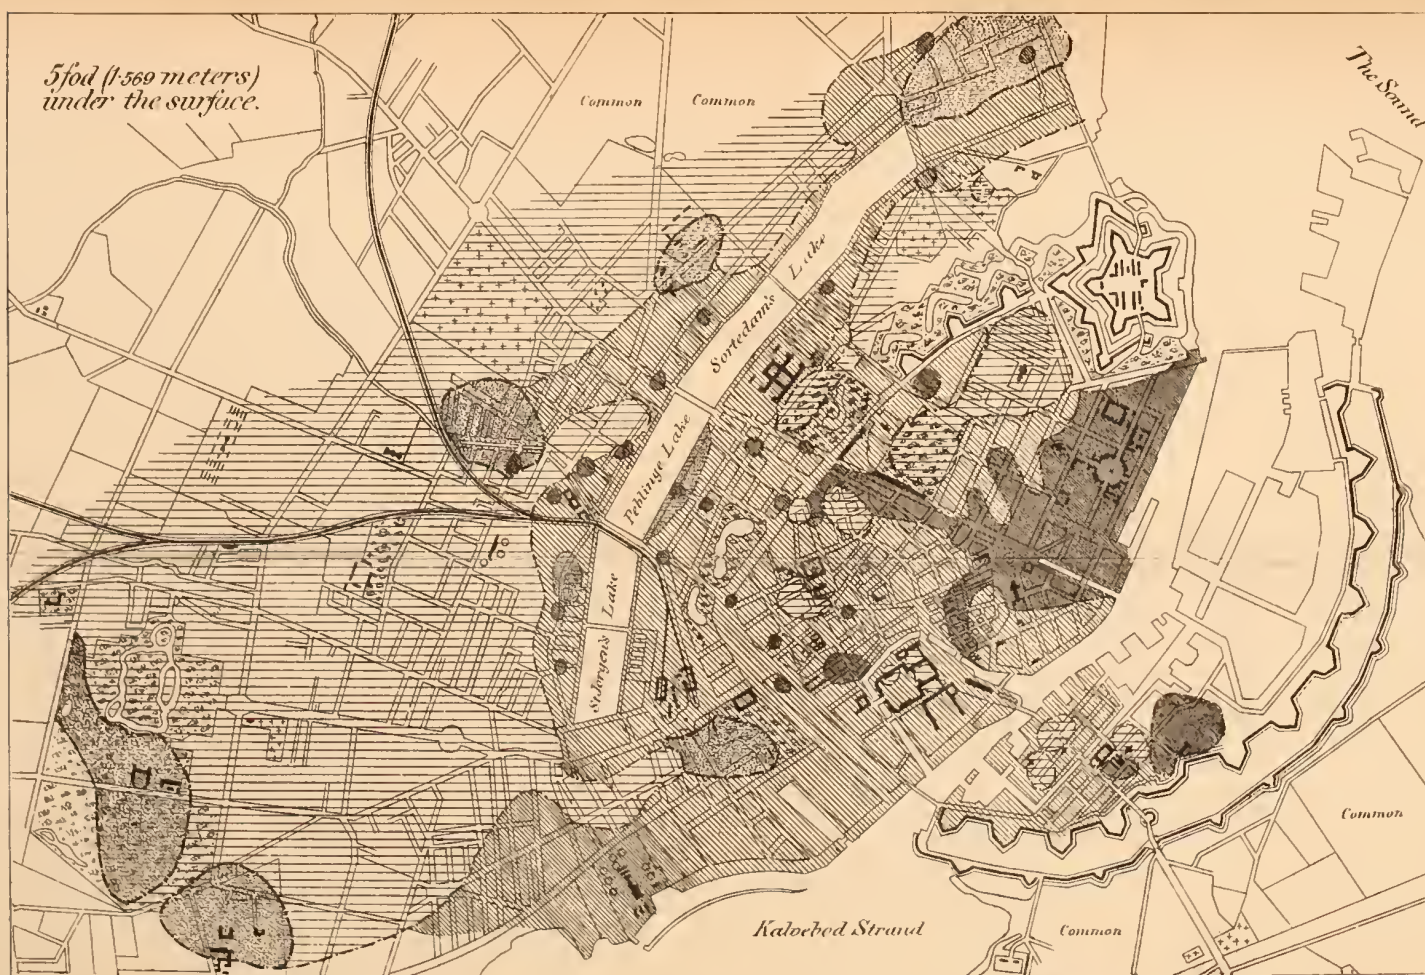 5 fod (1·569 meters)
under the surface.
Common
Common
The Sound
Sortedam's Lake
Peblinge Lake
St Jorgen's Lake
Common
Kalvebod Strand
Common